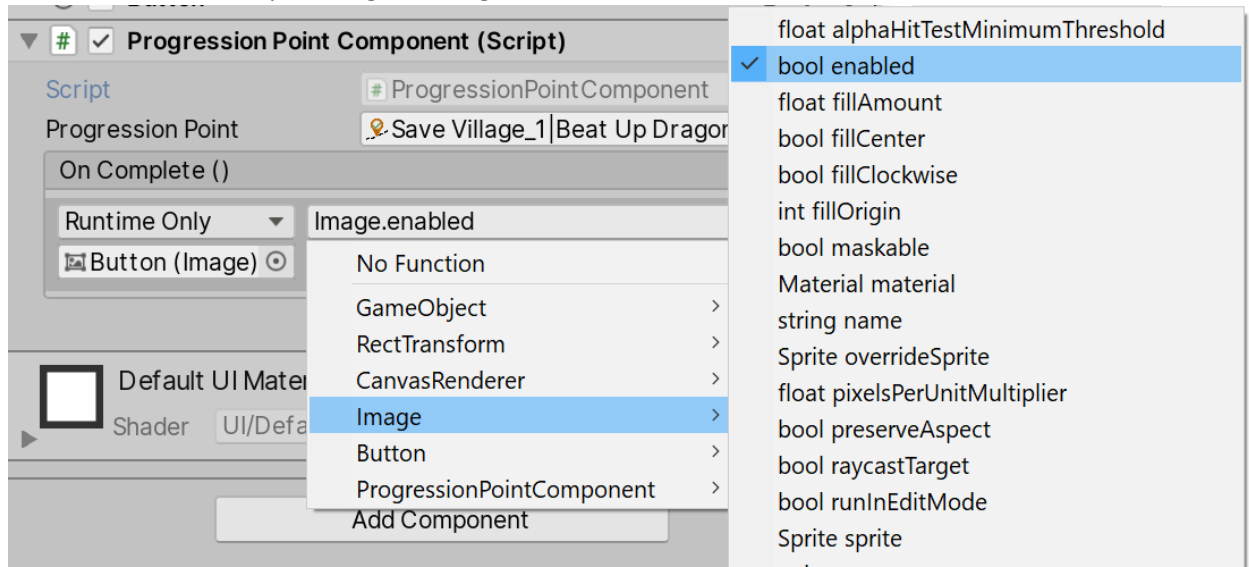 Progression Point Component (Script)
Script
ProgressionPointComponent
Progression Point
Save Village_1|Beat Up Dragon
On Complete ()
Runtime Only
Image.enabled
Button (Image)
No Function
GameObject
RectTransform
CanvasRenderer
Image
Button
ProgressionPointComponent
Default UI Mater
Shader
UI/Defa
Add Component
float alphaHitTestMinimumThreshold
bool enabled
float fillAmount
bool fillCenter
bool fillClockwise
int fillOrigin
bool maskable
Material material
string name
Sprite overrideSprite
float pixelsPerUnitMultiplier
bool preserveAspect
bool raycastTarget
bool runInEditMode
Sprite sprite